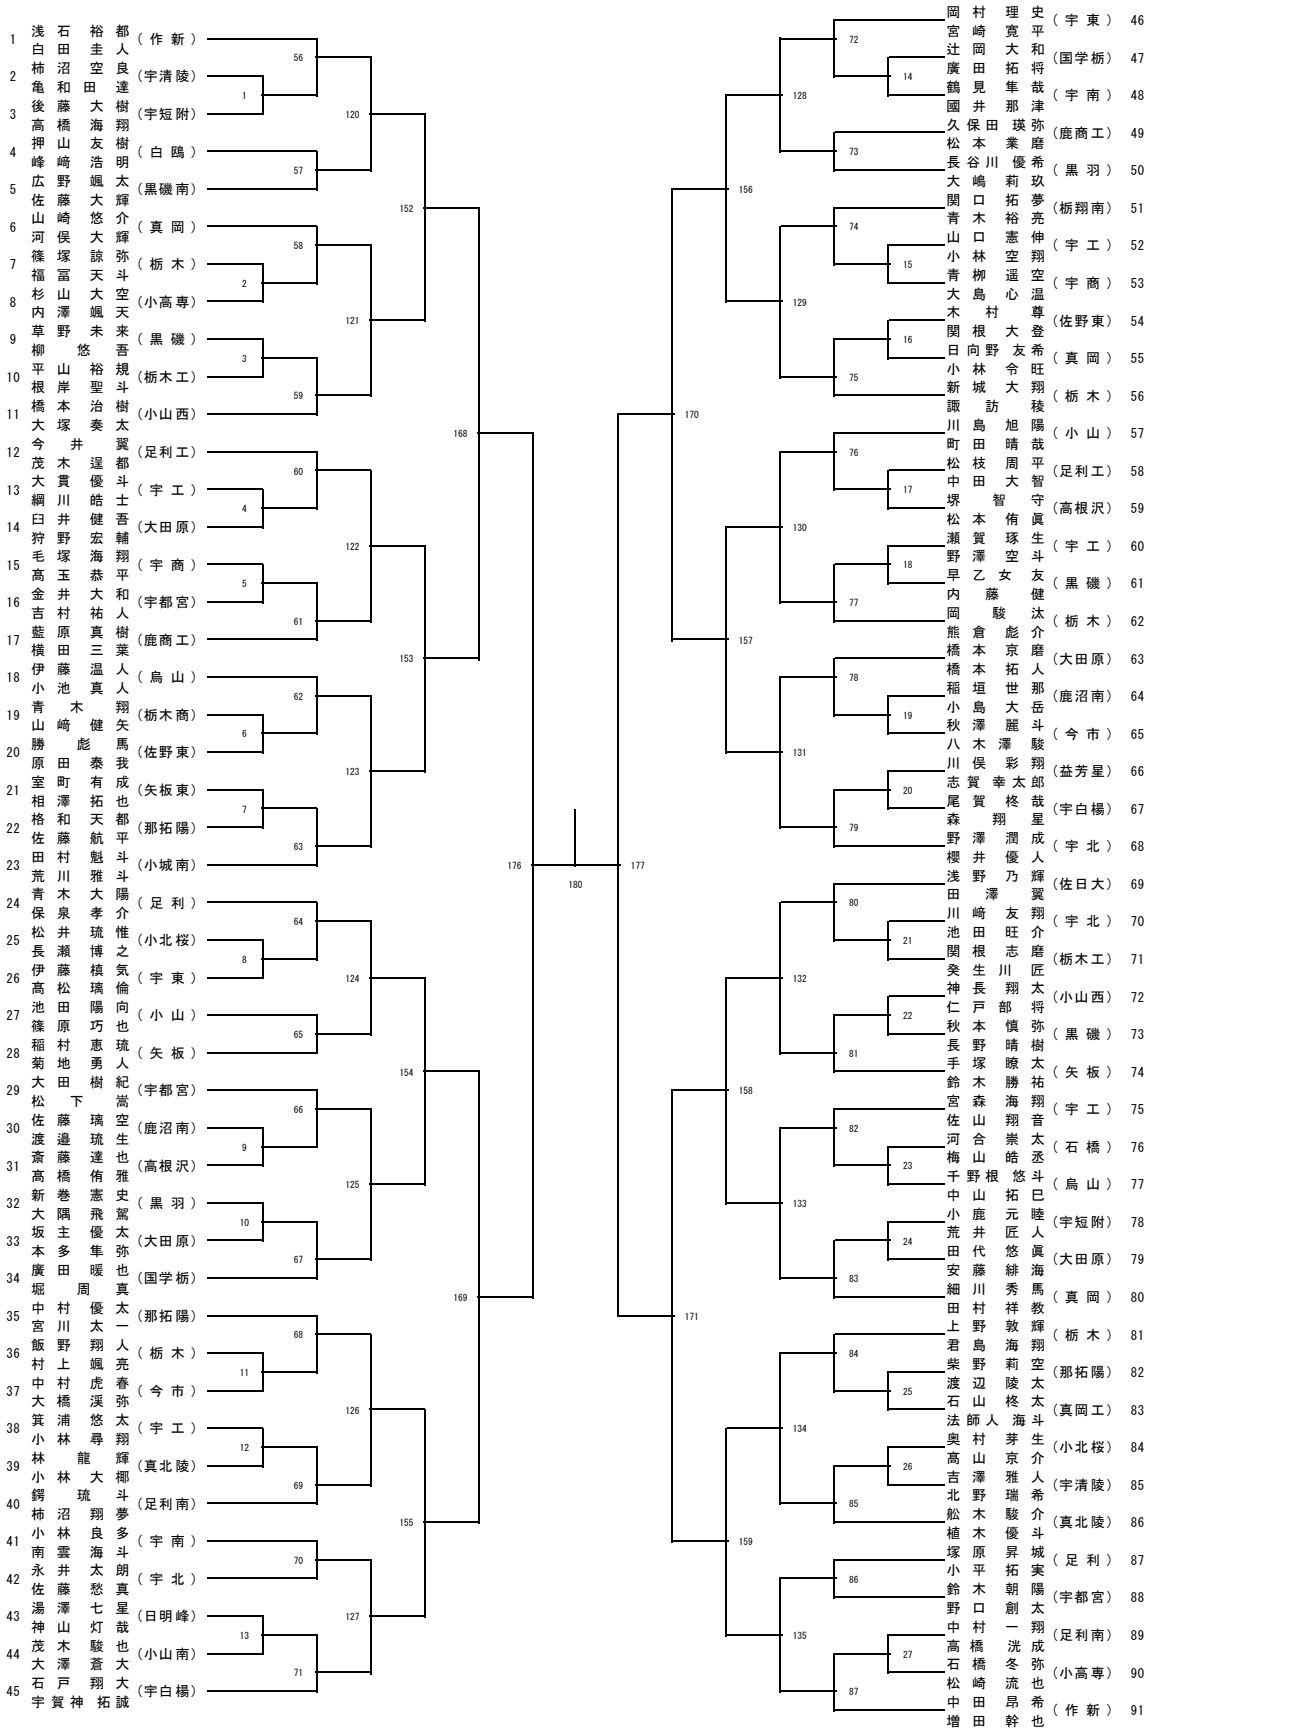 1 浅石裕都 白田圭人 (作新)
2 柿沼空良 亀和田達 (宇清陵)
3 後藤大樹 高橋海翔 (宇短附)
4 押山友樹 峰﨑浩明 (白鴎)
5 広野颯太 佐藤大輝 (黒磯南)
6 山崎悠介 河俣大輝 (真岡)
7 篠塚諒弥 福冨天斗 (栃木)
8 杉山大空 内澤颯天 (小高専)
9 草野未来 柳悠吾 (黒磯)
10 平山裕規 根岸聖斗 (栃木工)
11 橋本治樹 大塚奏太 (小山西)
12 今井翼 茂木逞都 (足利工)
13 大貫優斗 綱川皓士 (宇工)
14 臼井健吾 狩野宏輔 (大田原)
15 毛塚海翔 髙玉恭平 (宇商)
16 金井大和 吉村祐人 (宇都宮)
17 藍原真樹 横田三葉 (鹿商工)
18 伊藤温人 小池真人 (烏山)
19 青木翔 山﨑健矢 (栃木商)
20 勝彪馬 原田泰我 (佐野東)
21 室町有成 相澤拓也 (矢板東)
22 格和天都 佐藤航平 (那拓陽)
23 田村魁斗 荒川雅斗 (小城南)
24 青木大陽 保泉孝介 (足利)
25 松井琉惟 長瀬博之 (小北桜)
26 伊藤槙気 髙松璃倫 (宇東)
27 池田陽向 篠原巧也 (小山)
28 稲村恵琉 菊地勇人 (矢板)
29 大田樹紀 松下嵩 (宇都宮)
30 佐藤璃空 渡邉琉生 (鹿沼南)
31 斎藤達也 髙橋侑雅 (高根沢)
32 新巻憲史 大隅飛駕 (黒羽)
33 坂主優太 本多隼弥 (大田原)
34 廣田暖也 堀周真 (国学栃)
35 中村優太 宮川太一 (那拓陽)
36 飯野翔人 村上颯亮 (栃木)
37 中村虎春 大橋渓弥 (今市)
38 箕浦悠太 小林尋翔 (宇工)
39 林龍輝 小林大椰 (真北陵)
40 鍔琉斗 柿沼翔夢 (足利南)
41 小林良多 南雲海斗 (宇南)
42 永井太朗 佐藤愁真 (宇北)
43 湯澤七星 神山灯哉 (日明峰)
44 茂木駿也 大澤蒼大 (小山南)
45 石戸翔大 宇賀神拓誠 (宇白楊)
1 2 3 4 5 6 7 8 9 10 11 12 13
56 57 58 59 60 61 62 63 64 65 66 67 68 69 70 71
120 121 122 123 124 125 126 127
152 153 154 155
168 169
176 180 177
170 171
156 157 158 159
128 129 130 131 132 133 134 135
72 73 74 75 76 77 78 79 80 81 82 83 84 85 86 87
14 15 16 17 18 19 20 21 22 23 24 25 26 27
岡村理史 宮崎寛平 (宇東) 46
辻岡大和 廣田拓将 (国学栃) 47
鶴見隼哉 國井那津 (宇南) 48
久保田瑛弥 松本業磨 (鹿商工) 49
長谷川優希 大嶋莉玖 (黒羽) 50
関口拓夢 青木裕亮 (栃翔南) 51
山口憲伸 小林空翔 (宇工) 52
青栁遥空 大島心温 (宇商) 53
木村尊 関根大登 (佐野東) 54
日向野友希 小林令旺 (真岡) 55
新城大翔 諏訪稜 (栃木) 56
川島旭陽 町田晴哉 (小山) 57
松枝周平 中田大智 (足利工) 58
堺智守 松本侑眞 (高根沢) 59
瀬賀琢生 野澤空斗 (宇工) 60
早乙女友 内藤健 (黒磯) 61
岡駿汰 熊倉彪介 (栃木) 62
橋本京磨 橋本拓人 (大田原) 63
稲垣世那 小島大岳 (鹿沼南) 64
秋澤麗斗 八木澤駿 (今市) 65
川俣彩翔 志賀幸太郎 (益芳星) 66
尾賀柊哉 森翔星 (宇白楊) 67
野澤潤成 櫻井優人 (宇北) 68
浅野乃輝 田澤翼 (佐日大) 69
川﨑友翔 池田旺介 (宇北) 70
関根志磨 癸生川匠 (栃木工) 71
神長翔太 仁戸部将 (小山西) 72
秋本慎弥 長野晴樹 (黒磯) 73
手塚瞭太 鈴木勝祐 (矢板) 74
宮森海翔 佐山翔音 (宇工) 75
河合崇太 梅山皓丞 (石橋) 76
千野根悠斗 中山拓巳 (烏山) 77
小鹿元睦 荒井匠人 (宇短附) 78
田代悠眞 安藤緋海 (大田原) 79
細川秀馬 田村祥教 (真岡) 80
上野敦輝 君島海翔 (栃木) 81
柴野莉空 渡辺陵太 (那拓陽) 82
石山柊太 法師人海斗 (真岡工) 83
奥村芽生 髙山京介 (小北桜) 84
吉澤雅人 北野瑞希 (宇清陵) 85
舩木駿介 植木優斗 (真北陵) 86
塚原昇城 小平拓実 (足利) 87
鈴木朝陽 野口創太 (宇都宮) 88
中村一翔 高橋洸成 (足利南) 89
石橋冬弥 松崎流也 (小高専) 90
中田昂希 増田幹也 (作新) 91